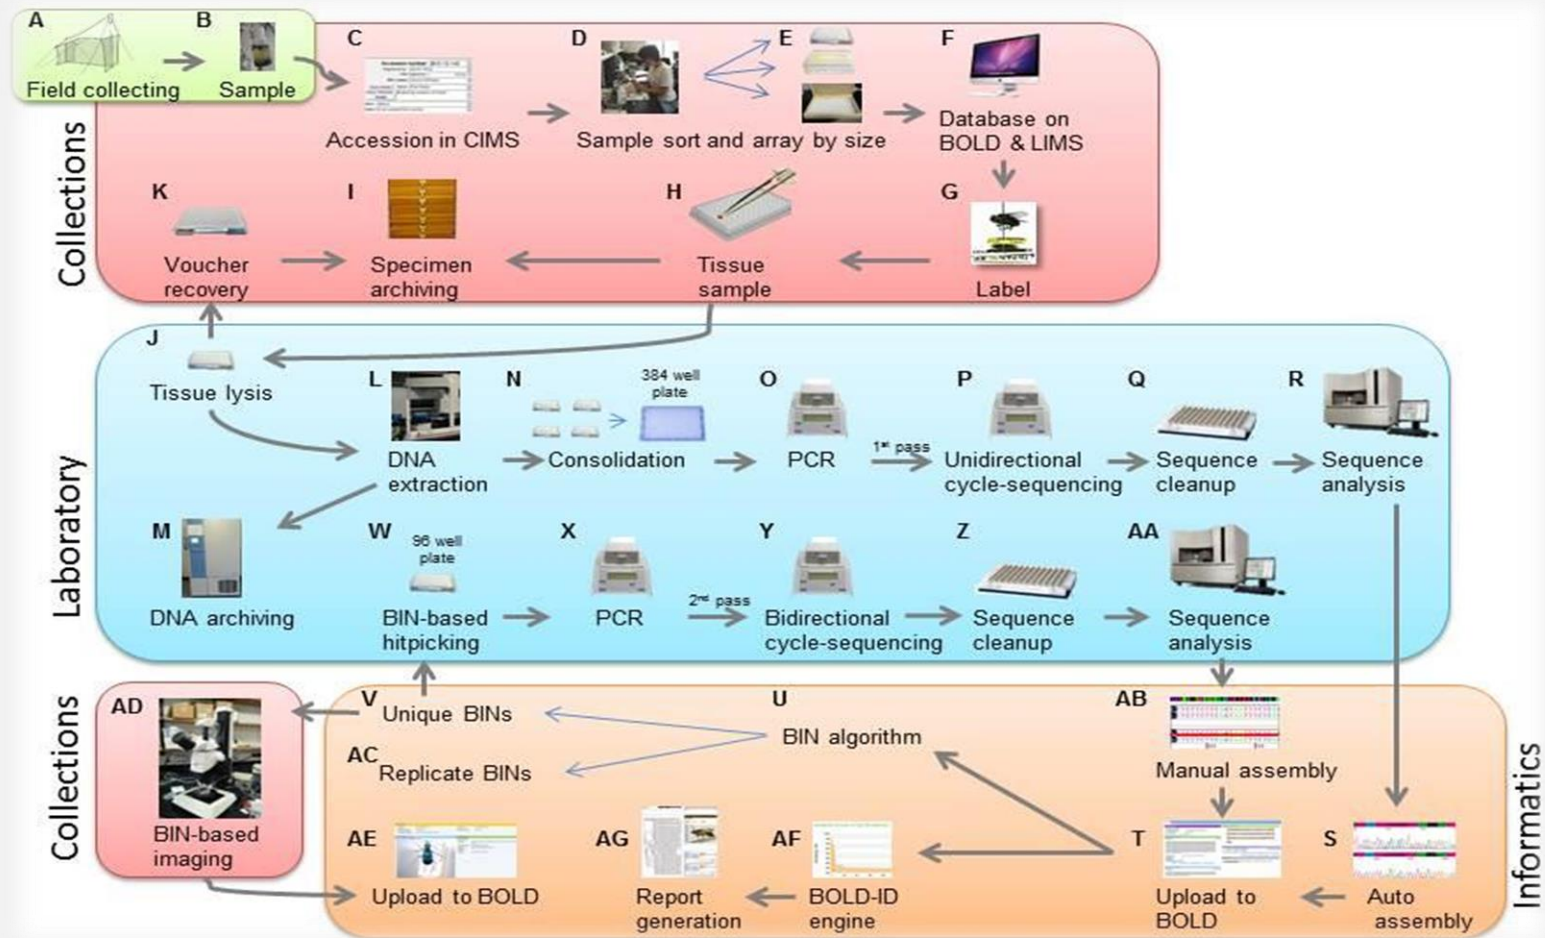 A
B
Field collecting
Sample
C
D
E
F
Accession in CIMS
Sample sort and array by size
Database on
BOLD & LIMS
Collections
K
I
H
G
Voucher
recovery
Specimen
archiving
Tissue
sample
Label
Laboratory
J
Tissue lysis
L
N
384 well
plate
O
P
Q
R
DNA
extraction
Consolidation
PCR
1st pass
Unidirectional
cycle-sequencing
Sequence
cleanup
Sequence
analysis
M
W
96 well
plate
X
Y
Z
AA
DNA archiving
BIN-based
hitpicking
PCR
2nd pass
Bidirectional
cycle-sequencing
Sequence
cleanup
Sequence
analysis
Collections
AD
BIN-based
imaging
V
Unique BINs
U
BIN algorithm
AB
Manual assembly
AC
Replicate BINs
AE
Upload to BOLD
AG
Report
generation
AF
BOLD-ID
engine
T
Upload to
BOLD
S
Auto
assembly
Informatics